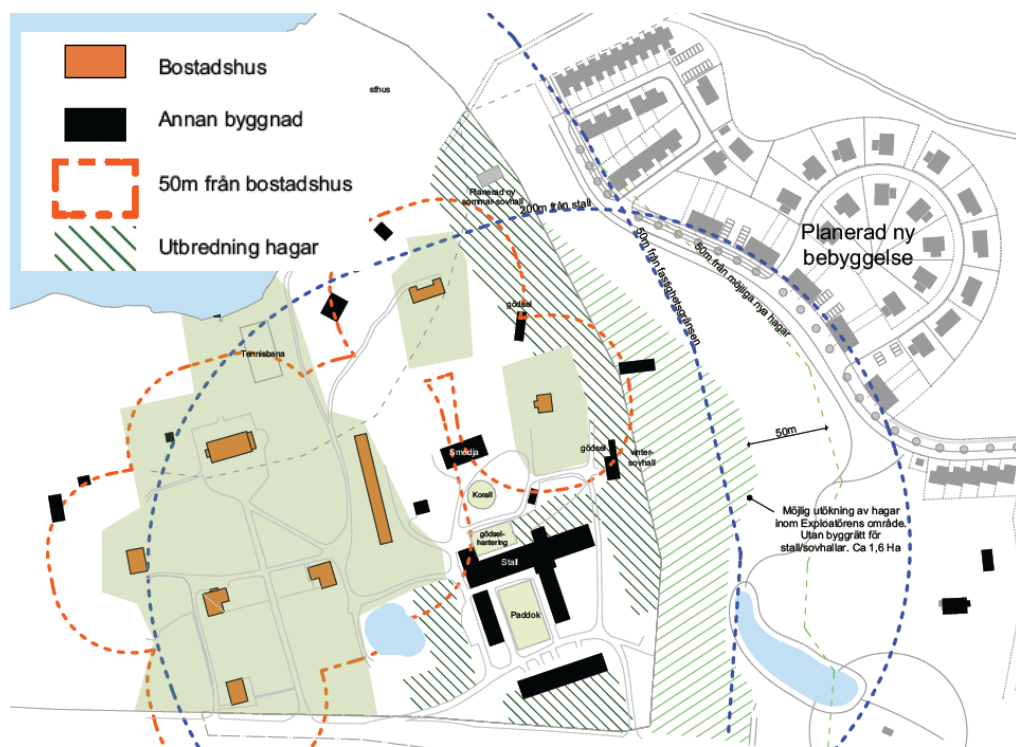 Bostadshus
Annan byggnad
50m från bostadshus
Utbredning hagar
sthus
Planerad ny
sommar-sovhall
200m från stall
50m från fastighetsgränsen
50m från möjliga nya hagar
Planerad ny
bebyggelse
gödsel
Tennisbana
Smedja
gödsel
vinter-
sovhall
50m
Korall
gödsel-
hantering
Stall
Paddok
Möjlig utökning av hagar
inom Exploatörens område.
Utan byggrätt för
stall/sovhallar. Ca 1,6 Ha